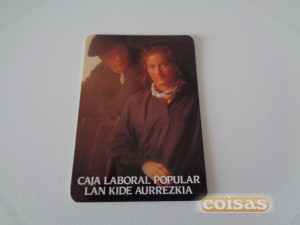 CAJA LABORAL POPULAR
LAN KIDE AURREZKIA
coisas